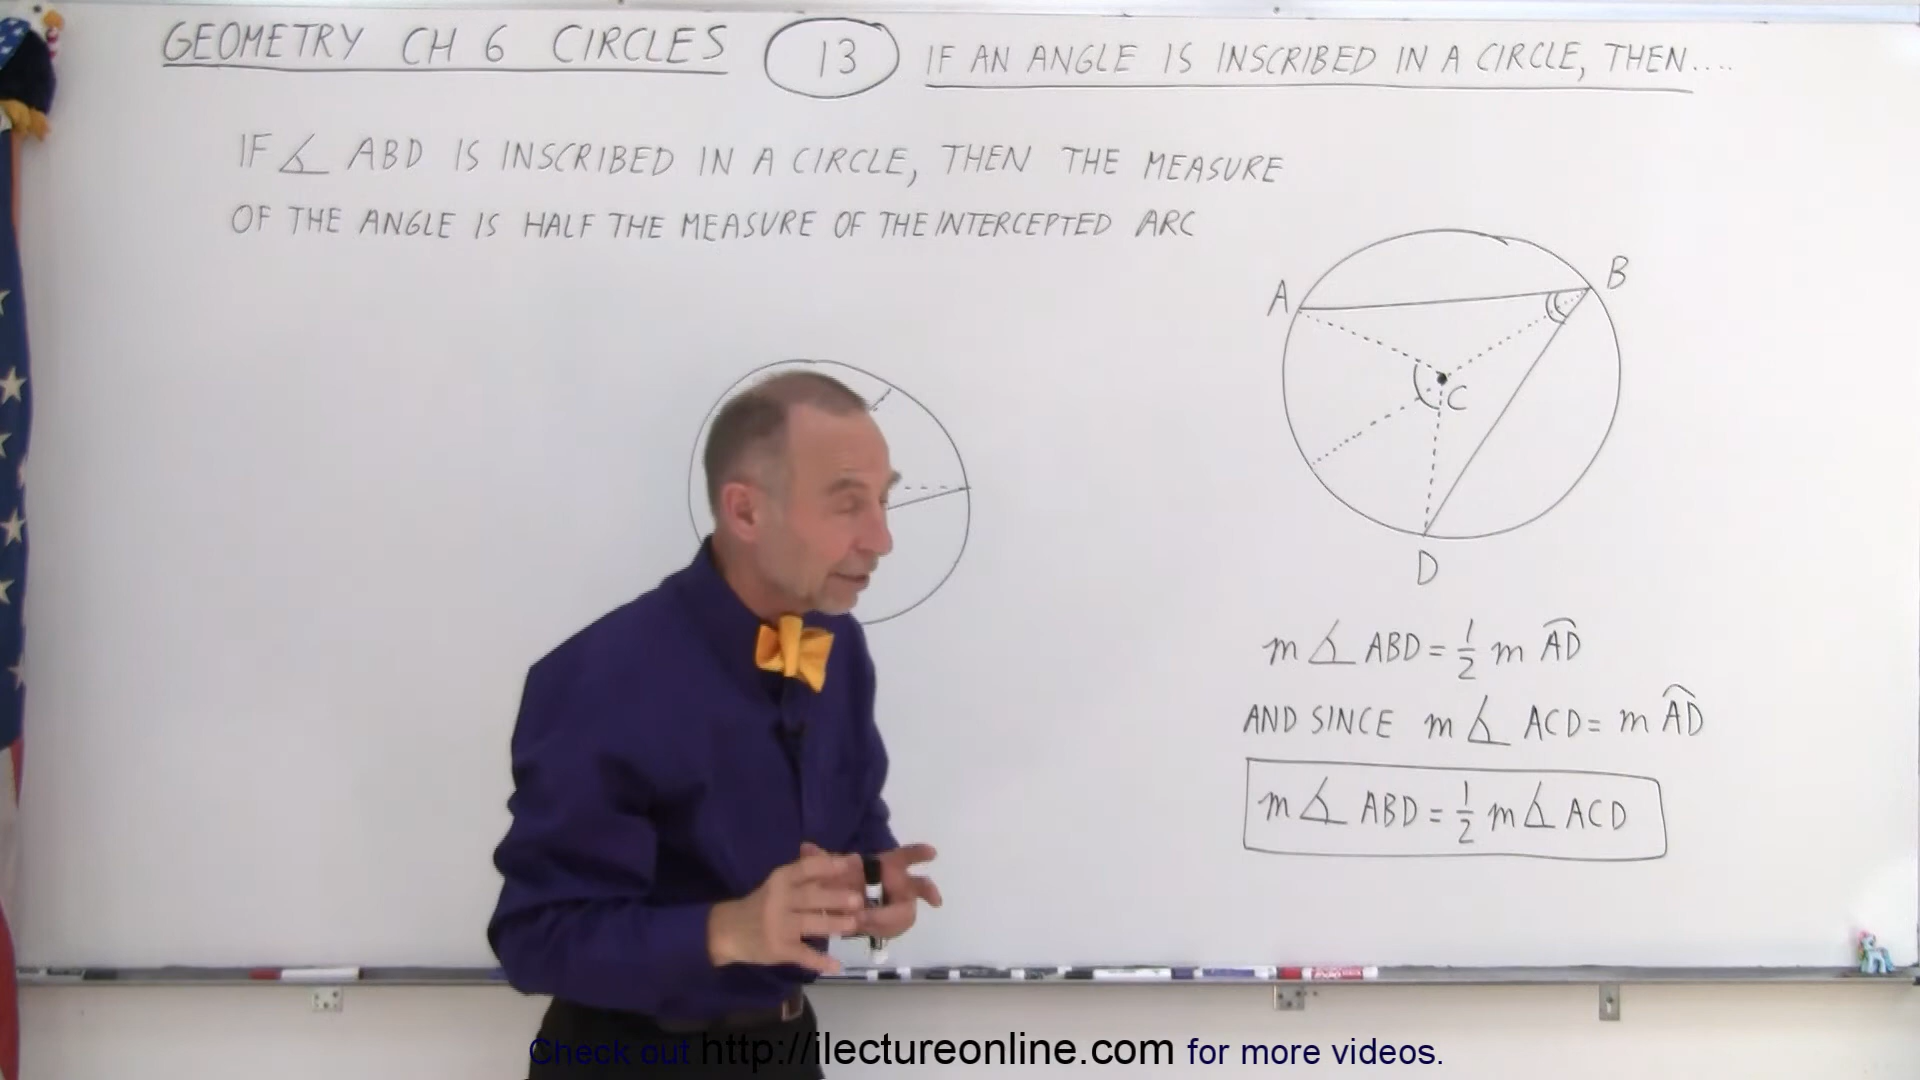 GEOMETRY CH 6 CIRCLES 13 IF AN ANGLE IS INSCRIBED IN A CIRCLE, THEN....
IF ∡ ABD IS INSCRIBED IN A CIRCLE, THEN THE MEASURE
OF THE ANGLE IS HALF THE MEASURE OF THE INTERCEPTED ARC
A
B
C
D
m∡ ABD = 1/2 m A͡D
AND SINCE m∡ ACD = m A͡D
m∡ ABD = 1/2 m∡ ACD
Check out http://ilectureonline.com for more videos.